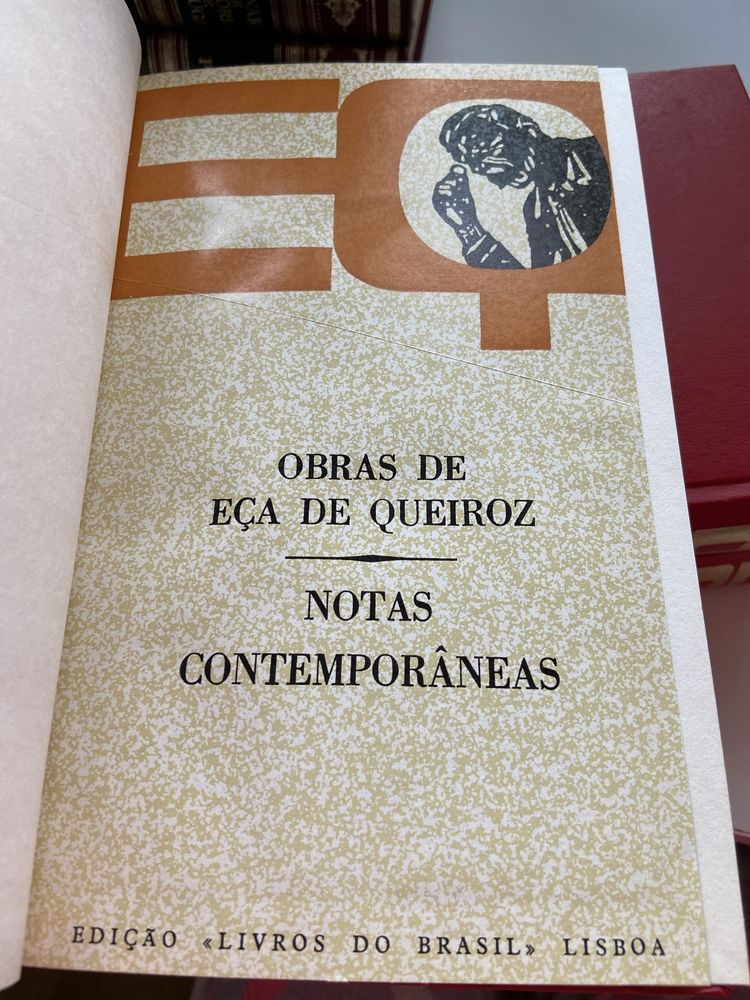 EQ
OBRAS DE
EÇA DE QUEIROZ
NOTAS
CONTEMPORÂNEAS
EDIÇÃO «LIVROS DO BRASIL» LISBOA